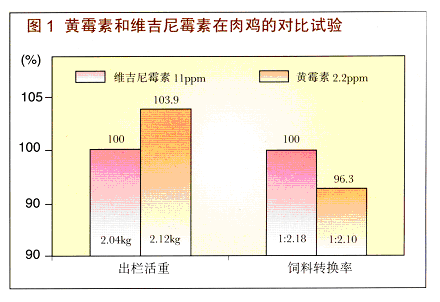 图 1 黄霉素和维吉尼霉素在肉鸡的对比试验
(%)
维吉尼霉素 11ppm
黄霉素 2.2ppm
105
100
90
90
100
103.9
2.04kg
2.12kg
100
96.3
1:2.18
1:2.10
出栏活重
饲料转换率